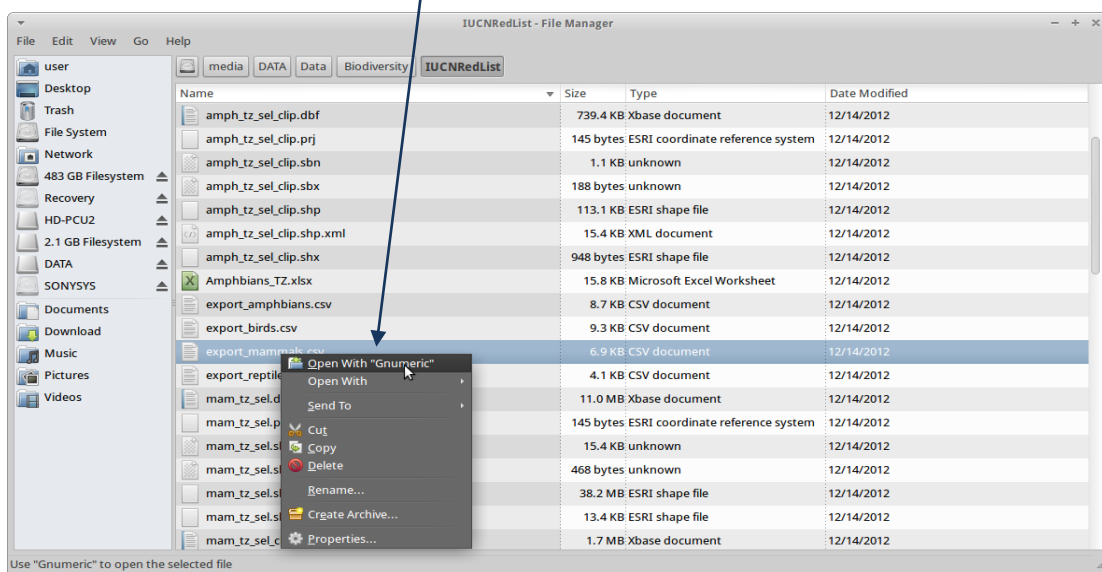 IUCNRedList - File Manager
File Edit View Go Help
user
Desktop
Trash
File System
Network
483 GB Filesystem
Recovery
HD-PCU2
2.1 GB Filesystem
DATA
SONYSYS
Documents
Download
Music
Pictures
Videos
media DATA Data Biodiversity IUCNRedList
Name Size Type Date Modified
amph_tz_sel_clip.dbf 739.4 KB Xbase document 12/14/2012
amph_tz_sel_clip.prj 145 bytes ESRI coordinate reference system 12/14/2012
amph_tz_sel_clip.sbn 1.1 KB unknown 12/14/2012
amph_tz_sel_clip.sbx 188 bytes unknown 12/14/2012
amph_tz_sel_clip.shp 113.1 KB ESRI shape file 12/14/2012
amph_tz_sel_clip.shp.xml 15.4 KB XML document 12/14/2012
amph_tz_sel_clip.shx 948 bytes ESRI shape file 12/14/2012
Amphbians_TZ.xlsx 15.8 KB Microsoft Excel Worksheet 12/14/2012
export_amphbians.csv 8.7 KB CSV document 12/14/2012
export_birds.csv 9.3 KB CSV document 12/14/2012
export_mammals.csv 6.9 KB CSV document 12/14/2012
export_reptile 4.1 KB CSV document 12/14/2012
mam_tz_sel.d 11.0 MB Xbase document 12/14/2012
mam_tz_sel.p 145 bytes ESRI coordinate reference system 12/14/2012
mam_tz_sel.s 15.4 KB unknown 12/14/2012
mam_tz_sel.s 468 bytes unknown 12/14/2012
mam_tz_sel.s 38.2 MB ESRI shape file 12/14/2012
mam_tz_sel.s 13.4 KB ESRI shape file 12/14/2012
mam_tz_sel_c 1.7 MB Xbase document 12/14/2012
Open With "Gnumeric"
Open With
Send To
Cut
Copy
Delete
Rename...
Create Archive...
Properties...
Use "Gnumeric" to open the selected file